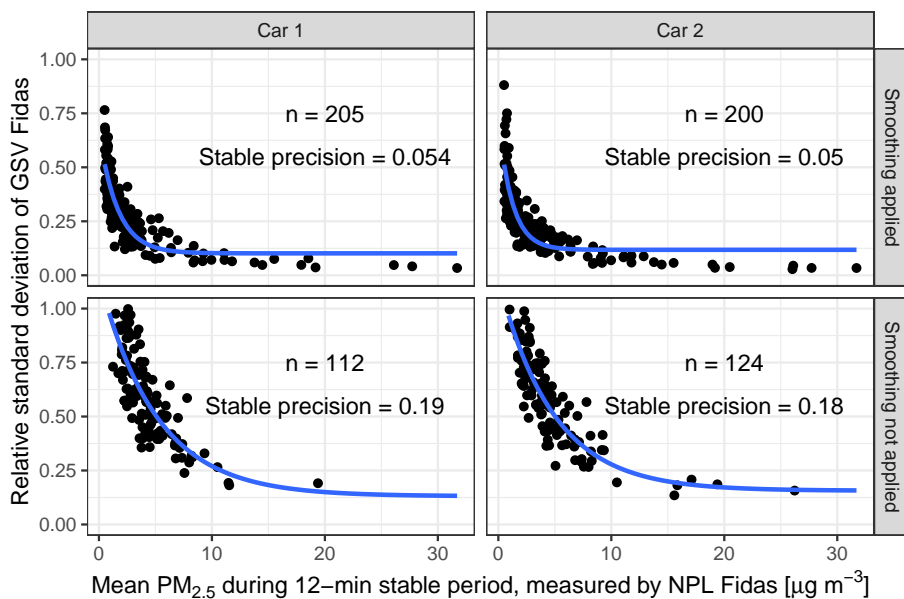 Car 1
Car 2
Relative standard deviation of GSV Fidas
1.00
0.75
0.50
0.25
0.00
n = 205
Stable precision = 0.054
n = 200
Stable precision = 0.05
Smoothing applied
1.00
0.75
0.50
0.25
0.00
n = 112
Stable precision = 0.19
n = 124
Stable precision = 0.18
Smoothing not applied
0 10 20 30
0 10 20 30
Mean PM2.5 during 12−min stable period, measured by NPL Fidas [μg m−3]